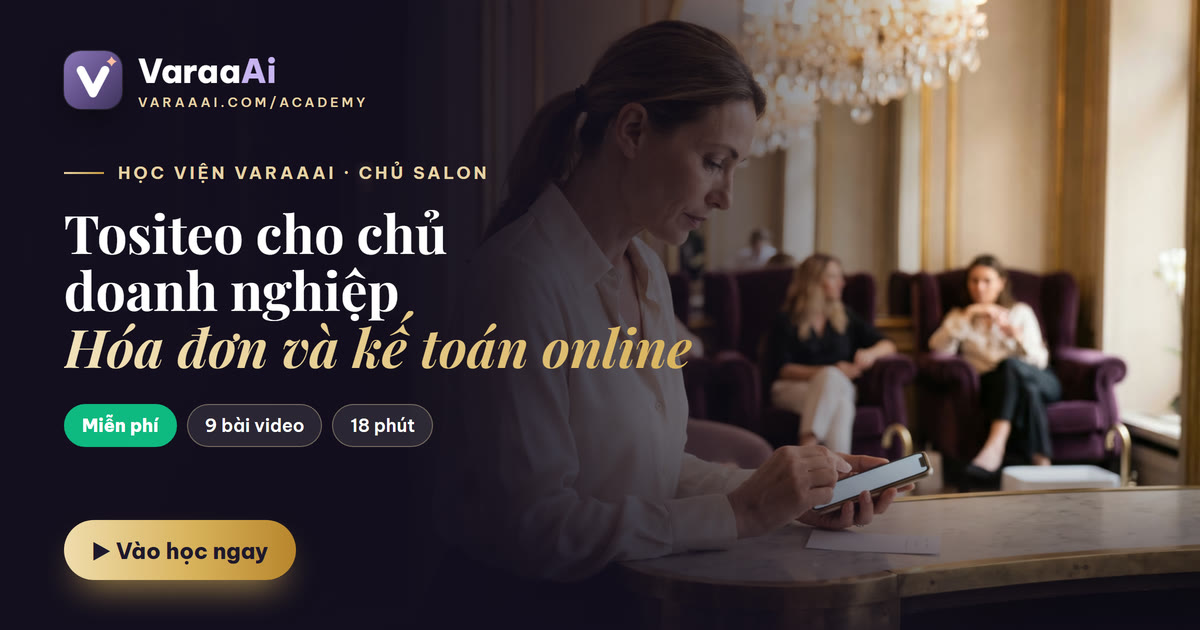 V
VaraaAi
VARAAAI.COM/ACADEMY
HỌC VIỆN VARAAAI · CHỦ SALON
Tositeo cho chủ
doanh nghiệp
Hóa đơn và kế toán online
Miễn phí
9 bài video
18 phút
▶ Vào học ngay